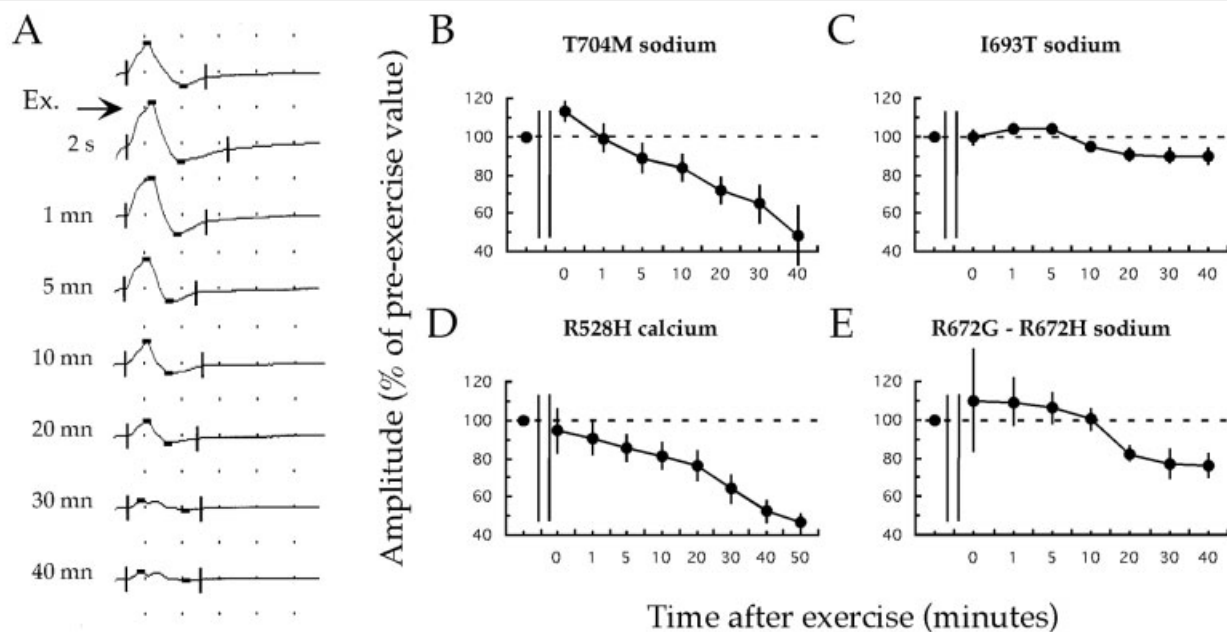 A
Ex.
2 s
1 mn
5 mn
10 mn
20 mn
30 mn
40 mn
Amplitude (% of pre-exercise value)
B
T704M sodium
120
100
80
60
40
0 1 5 10 20 30 40
C
I693T sodium
120
100
80
60
40
0 1 5 10 20 30 40
D
R528H calcium
120
100
80
60
40
0 1 5 10 20 30 40 50
E
R672G - R672H sodium
120
100
80
60
40
0 1 5 10 20 30 40
Time after exercise (minutes)